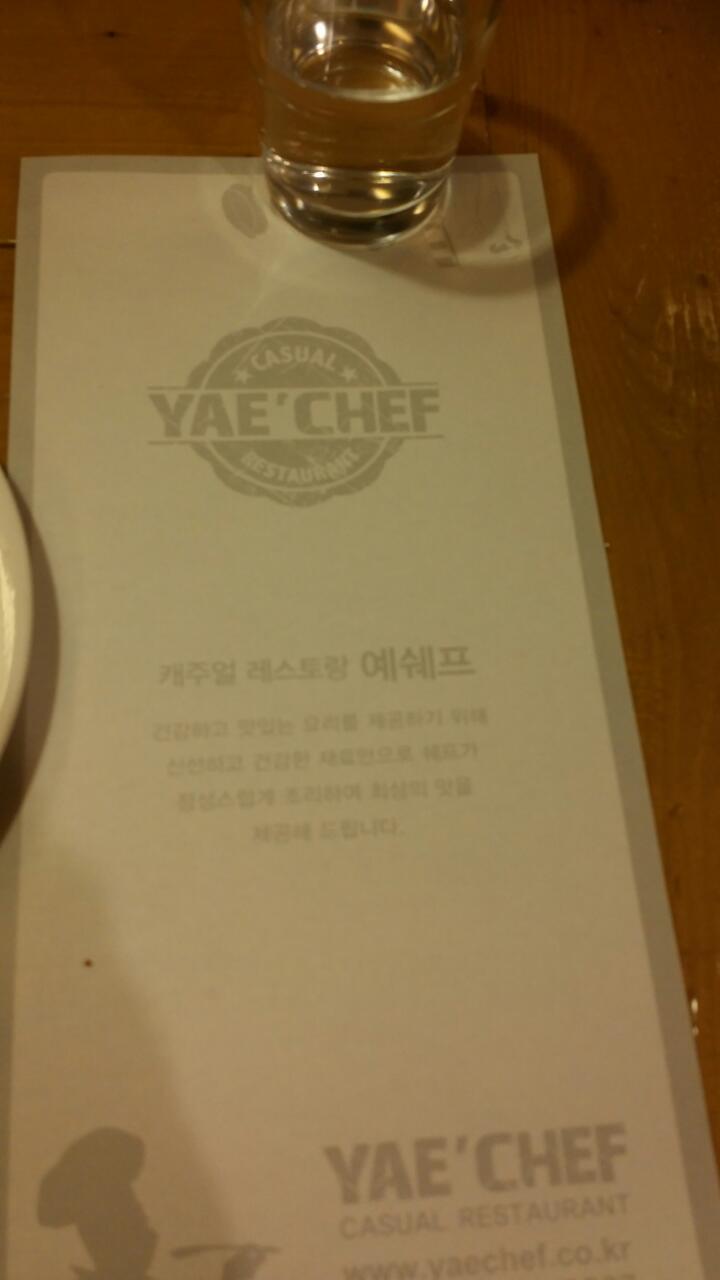 CASUAL
YAE'CHEF
RESTAURANT
캐주얼 레스토랑 예쉐프
건강하고 맛있는 요리를 제공하기 위해
신선하고 건강한 재료만으로 쉐프가
정성스럽게 조리하여 최상의 맛을
제공해 드립니다.
YAE'CHEF
CASUAL RESTAURANT
www.yaechef.co.kr